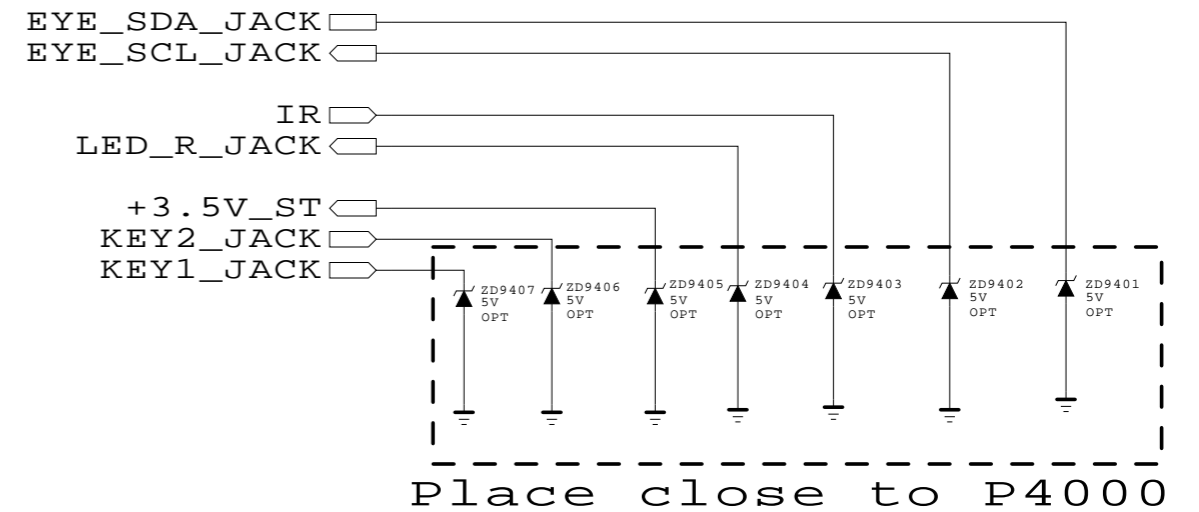 EYE_SDA_JACK
EYE_SCL_JACK
IR
LED_R_JACK
+3.5V_ST
KEY2_JACK
KEY1_JACK
ZD9407
5V
OPT
ZD9406
5V
OPT
ZD9405
5V
OPT
ZD9404
5V
OPT
ZD9403
5V
OPT
ZD9402
5V
OPT
ZD9401
5V
OPT
Place close to P4000